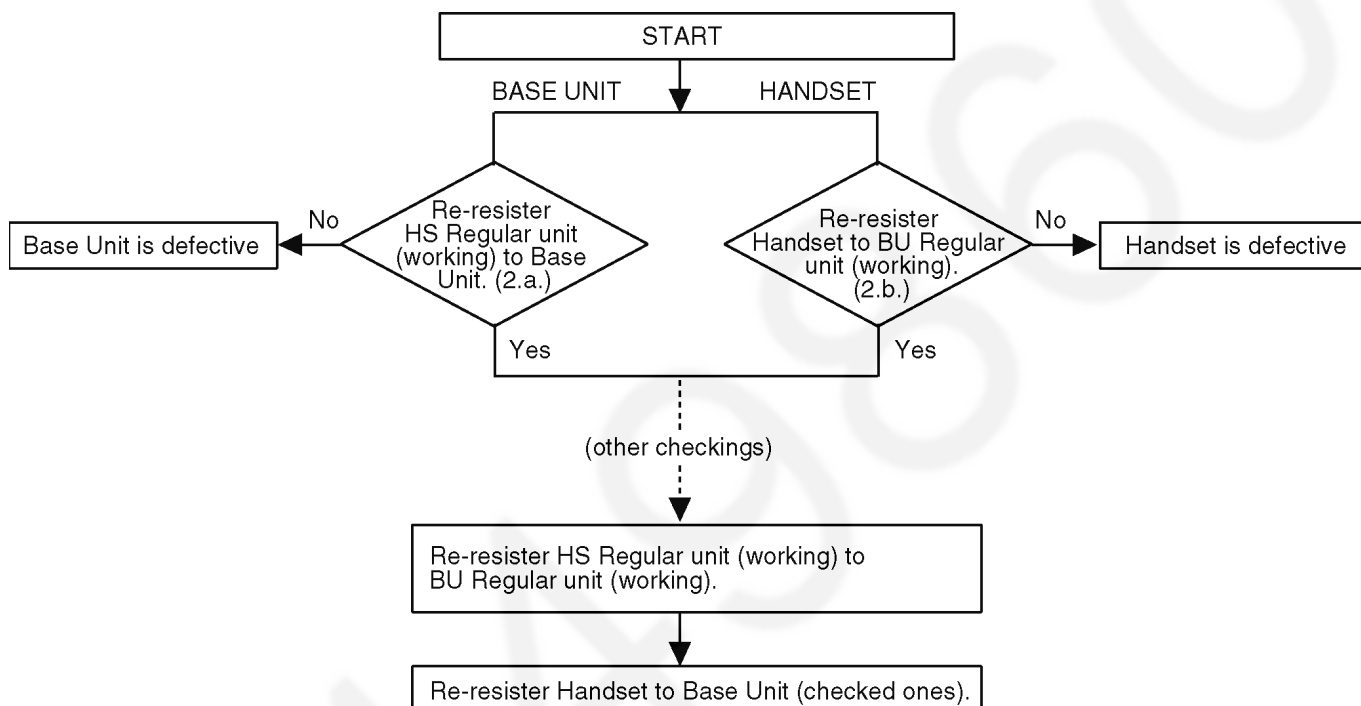 START
BASE UNIT
HANDSET
Re-resister
HS Regular unit
(working) to Base
Unit. (2.a.)
No
Base Unit is defective
Re-resister
Handset to BU Regular
unit (working).
(2.b.)
No
Handset is defective
Yes
Yes
(other checkings)
Re-resister HS Regular unit (working) to
BU Regular unit (working).
Re-resister Handset to Base Unit (checked ones).